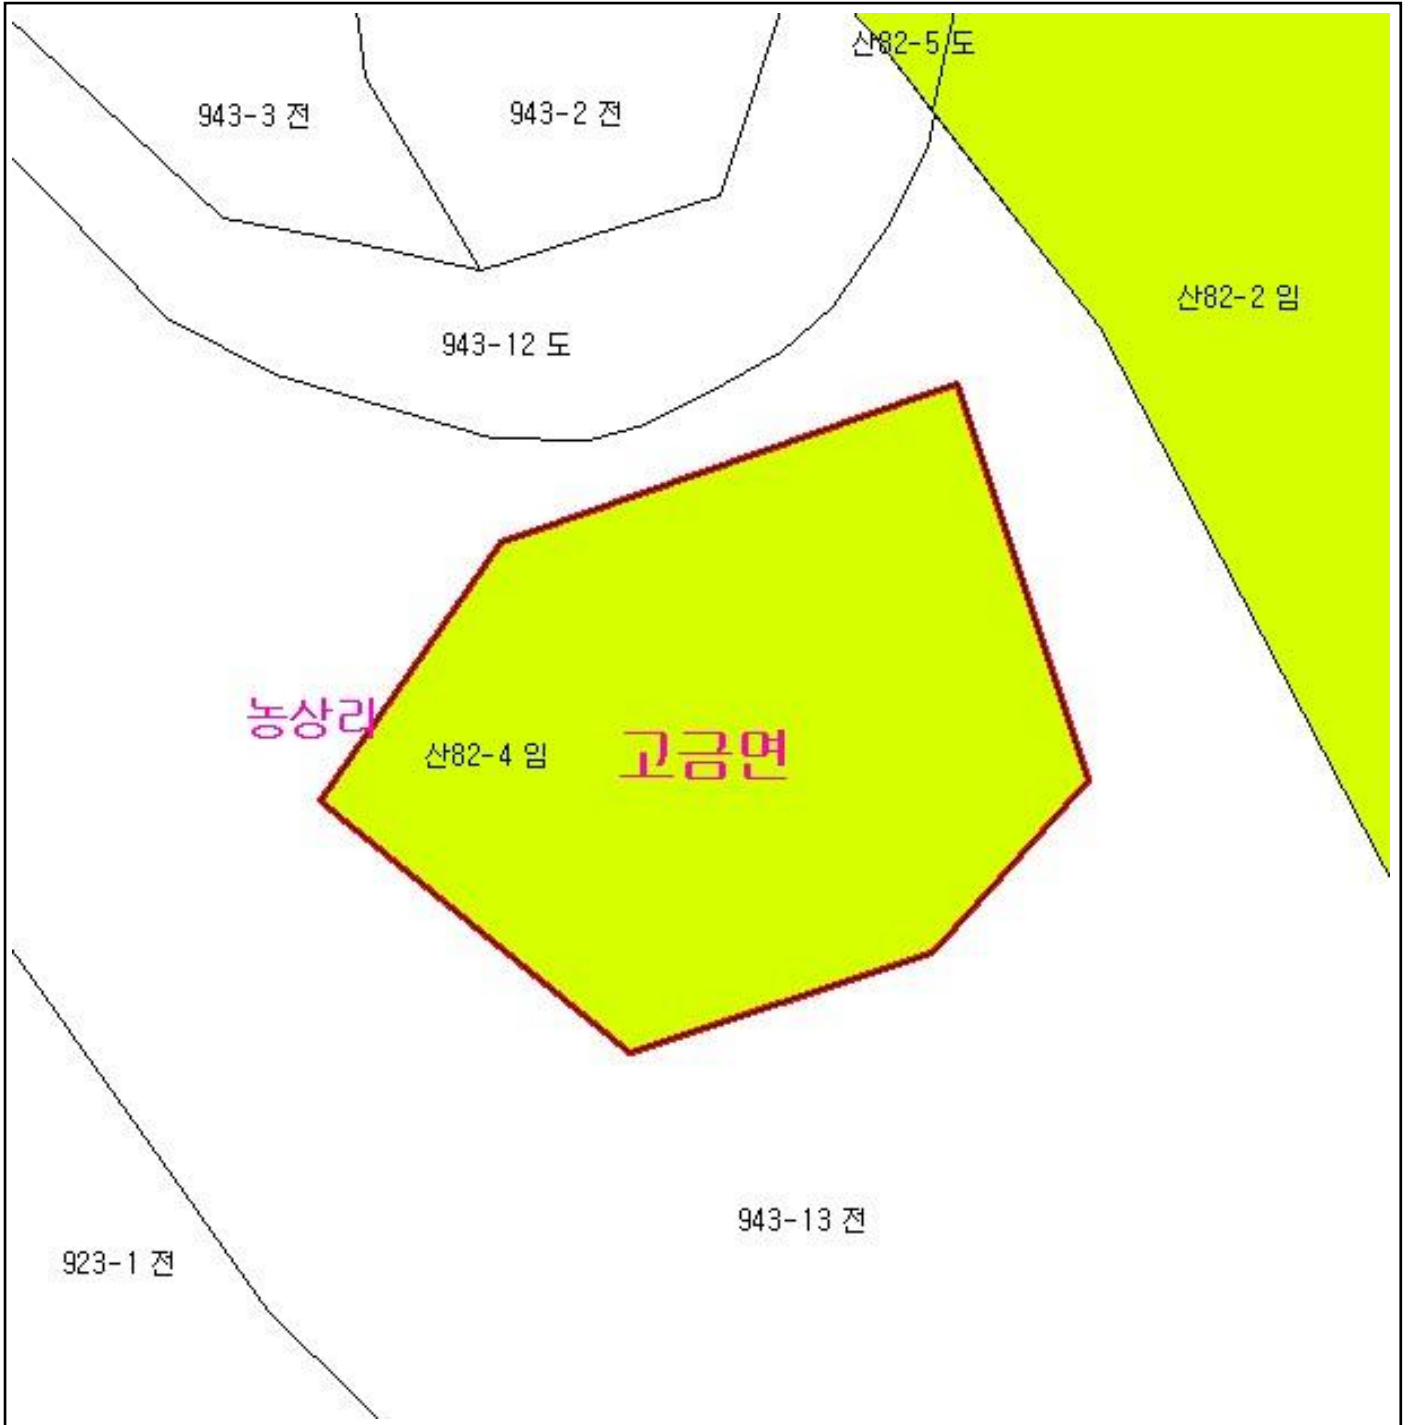 산82-5 도
943-3 전
943-2 전
산82-2 임
943-12 도
농상리
산82-4 임
고금면
943-13 전
923-1 전